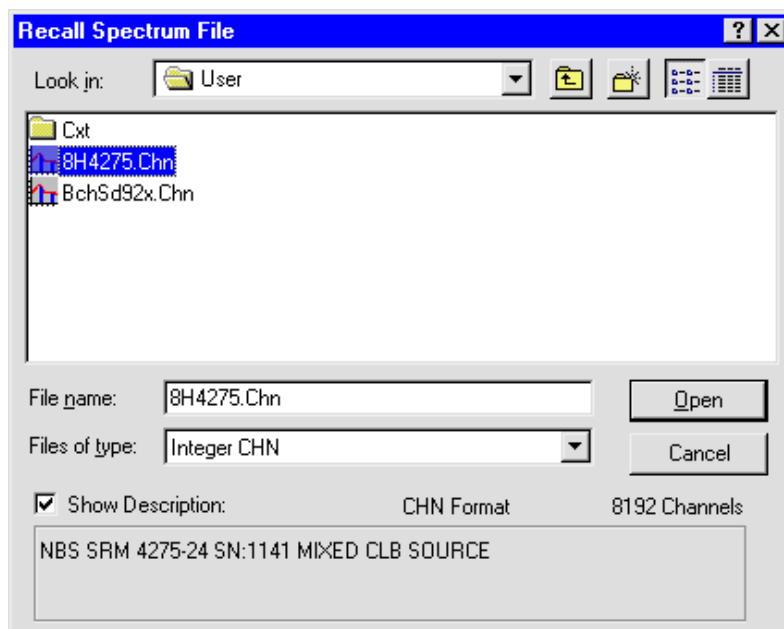 Recall Spectrum File
Look in: User
Cxt
8H4275.Chn
BchSd92x.Chn
File name: 8H4275.Chn Open
Files of type: Integer CHN Cancel
Show Description: CHN Format 8192 Channels
NBS SRM 4275-24 SN:1141 MIXED CLB SOURCE